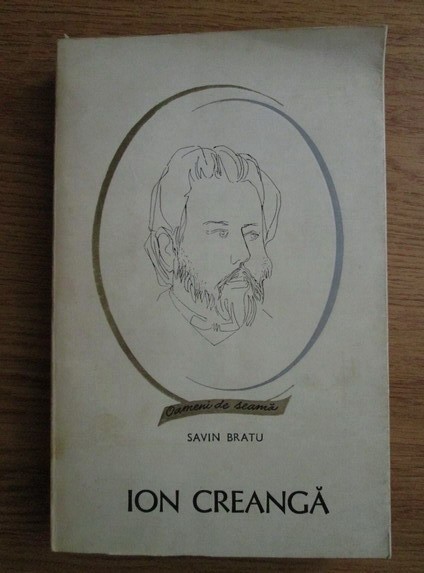 Oameni de seamă
SAVIN BRATU
ION CREANGĂ